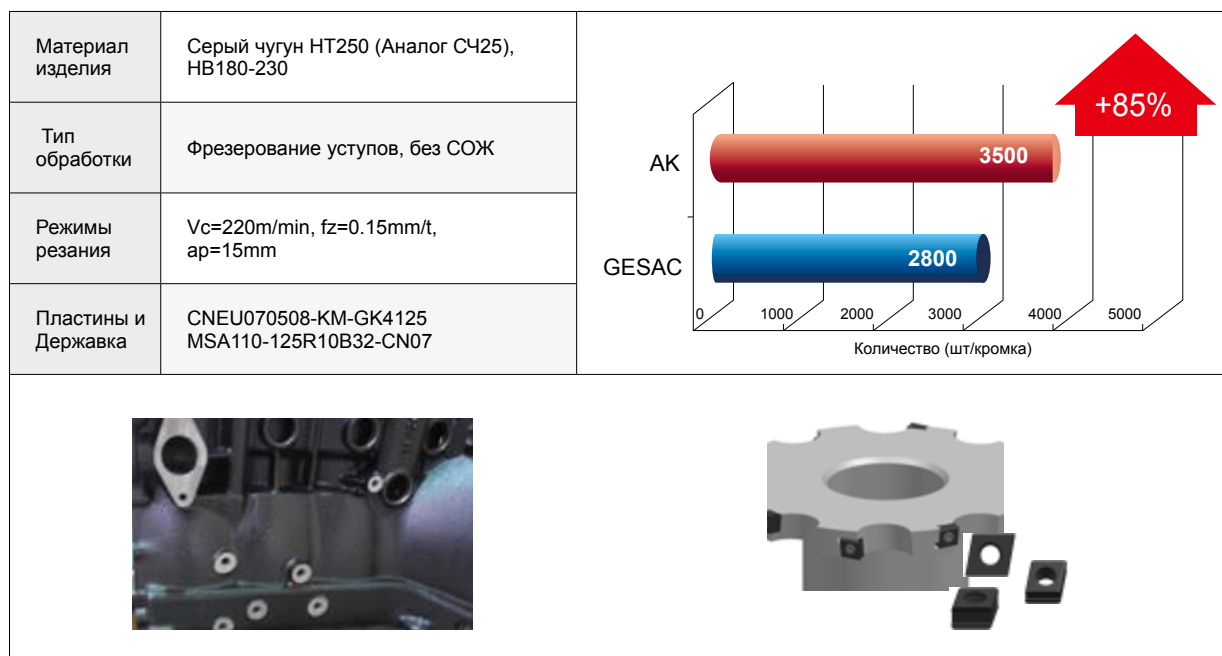 Материал
изделия
Серый чугун HT250 (Аналог СЧ25),
HB180-230
Тип
обработки
Фрезерование уступов, без СОЖ
Режимы
резания
Vc=220m/min, fz=0.15mm/t,
ap=15mm
Пластины и
Державка
CNEU070508-KM-GK4125
MSA110-125R10B32-CN07
+85%
AK
3500
GESAC
2800
0 1000 2000 3000 4000 5000
Количество (шт/кромка)